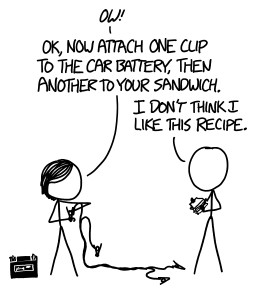 OW!!
OK, NOW ATTACH ONE CLIP
TO THE CAR BATTERY, THEN
ANOTHER TO YOUR SANDWICH.
I DON'T THINK I
LIKE THIS RECIPE.